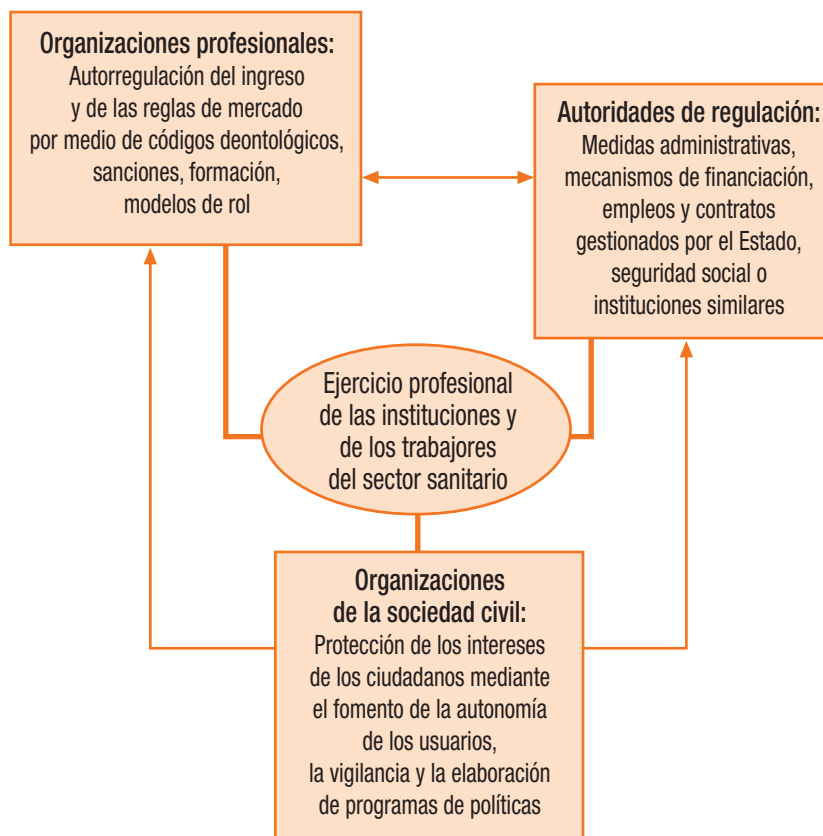 Organizaciones profesionales:
Autorregulación del ingreso
y de las reglas de mercado
por medio de códigos deontológicos,
sanciones, formación,
modelos de rol
Autoridades de regulación:
Medidas administrativas,
mecanismos de financiación,
empleos y contratos
gestionados por el Estado,
seguridad social o
instituciones similares
Ejercicio profesional
de las instituciones y
de los trabajadores
del sector sanitario
Organizaciones
de la sociedad civil:
Protección de los intereses
de los ciudadanos mediante
el fomento de la autonomía
de los usuarios,
la vigilancia y la elaboración
de programas de políticas